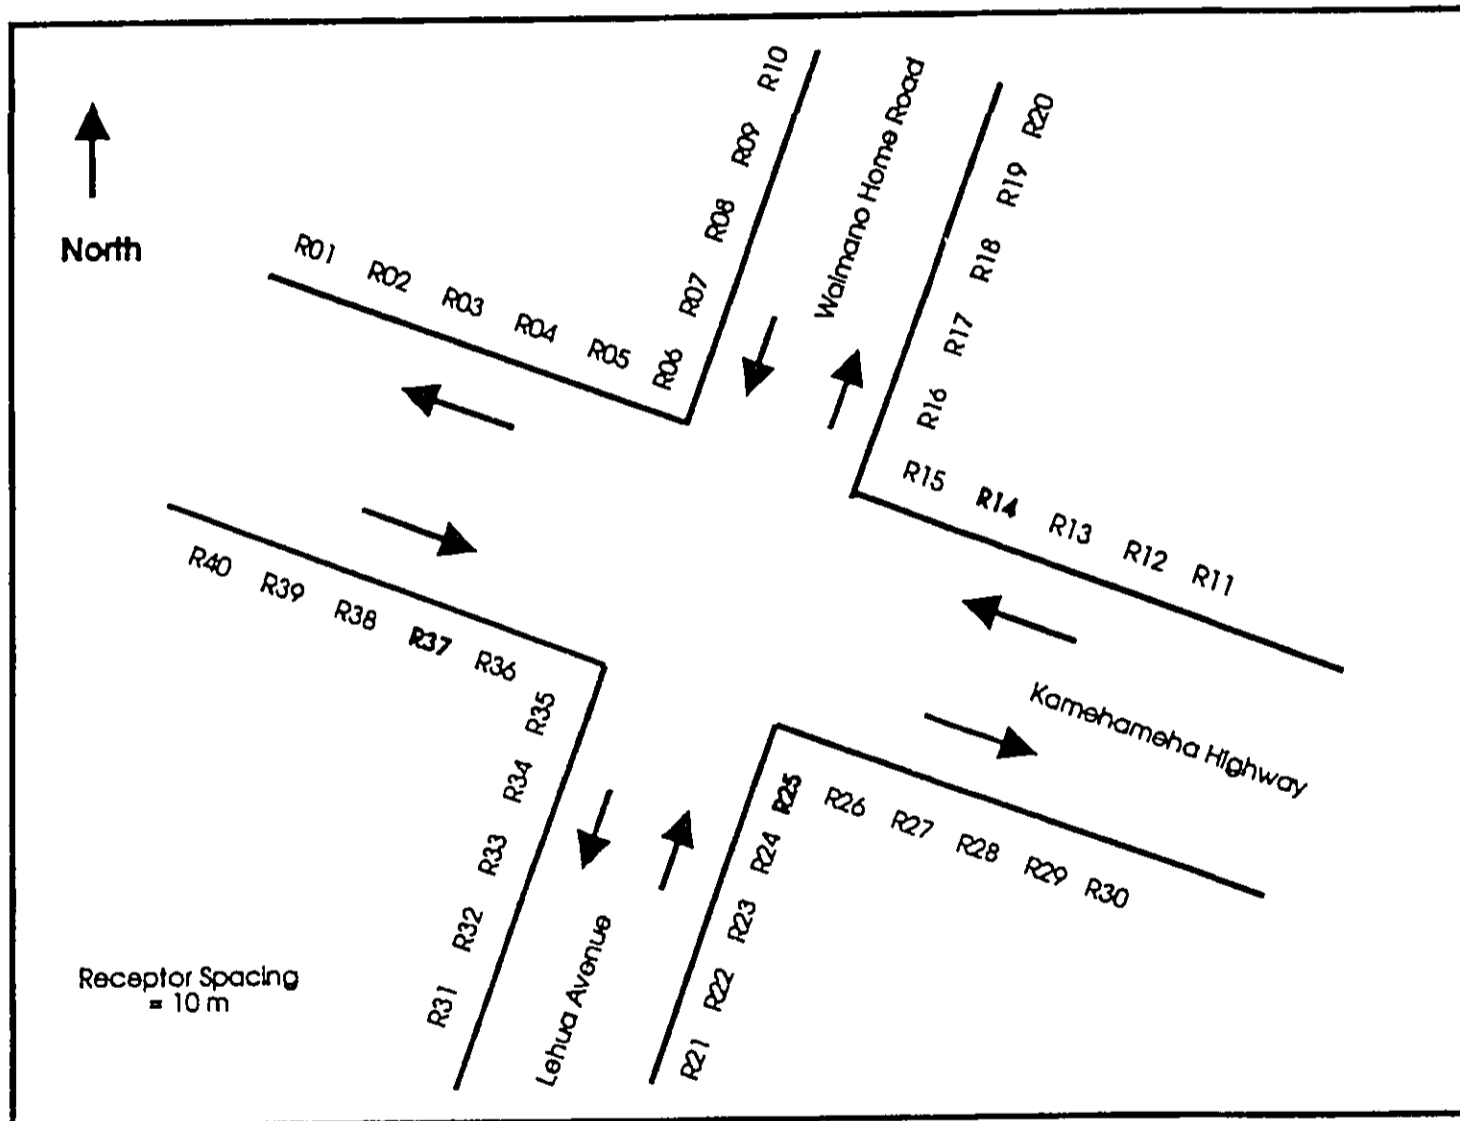 North
R01
R02
R03
R04
R05
R06
R07
R08
R09
R10
Waimano Home Road
R20
R19
R18
R17
R16
R15
R14
R13
R12
R11
Kamehameha Highway
R40
R39
R38
R37
R36
R35
R34
R33
R32
R31
Lehua Avenue
R25
R26
R27
R28
R29
R30
R24
R23
R22
R21
Receptor Spacing
= 10 m